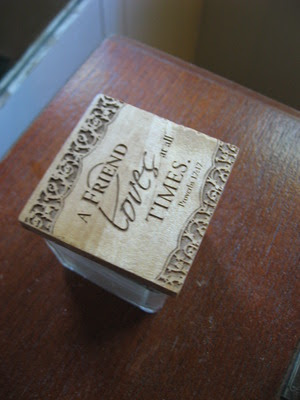 A FRIEND
Loves at all
TIMES.
Proverbs 17:17